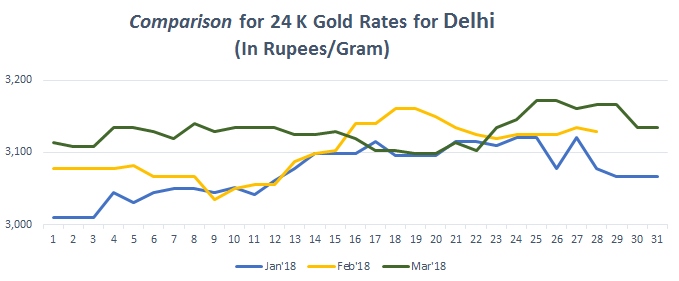 Comparison for 24 K Gold Rates for Delhi
(In Rupees/Gram)
3,200
3,100
3,000
1 2 3 4 5 6 7 8 9 10 11 12 13 14 15 16 17 18 19 20 21 22 23 24 25 26 27 28 29 30 31
Jan'18 Feb'18 Mar'18